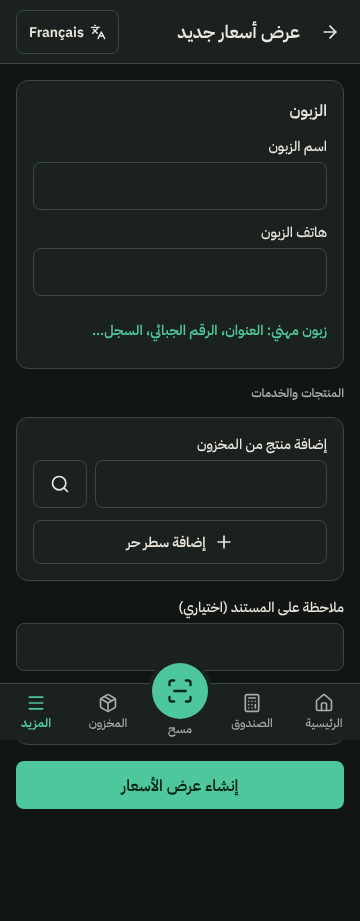 عرض أسعار جديد
Français
الزبون
اسم الزبون
هاتف الزبون
زبون مهني: العنوان، الرقم الجبائي، السجل...
المنتجات والخدمات
إضافة منتج من المخزون
إضافة سطر حر
ملاحظة على المستند (اختياري)
الرئيسية
الصندوق
مسح
المخزون
المزيد
إنشاء عرض الأسعار